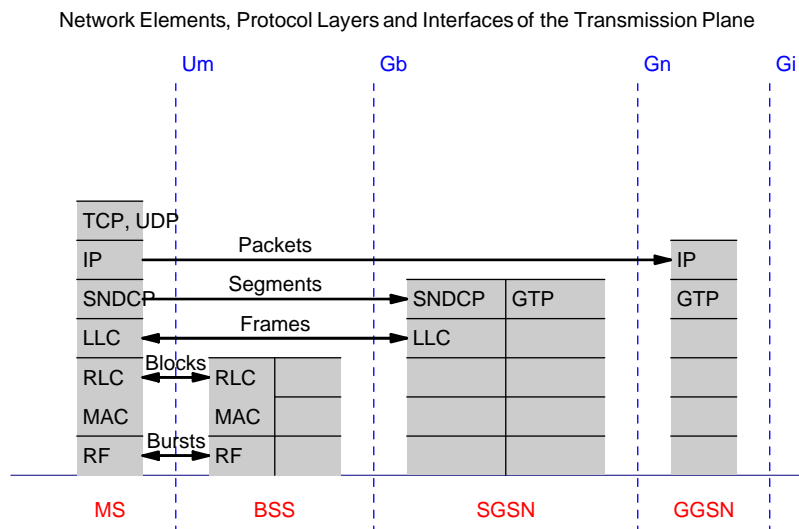 Network Elements, Protocol Layers and Interfaces of the Transmission Plane
Um
Gb
Gn
Gi
TCP, UDP
IP
Packets
IP
SNDCP
Segments
SNDCP
GTP
GTP
LLC
Frames
LLC
RLC
Blocks
RLC
MAC
MAC
RF
Bursts
RF
MS
BSS
SGSN
GGSN